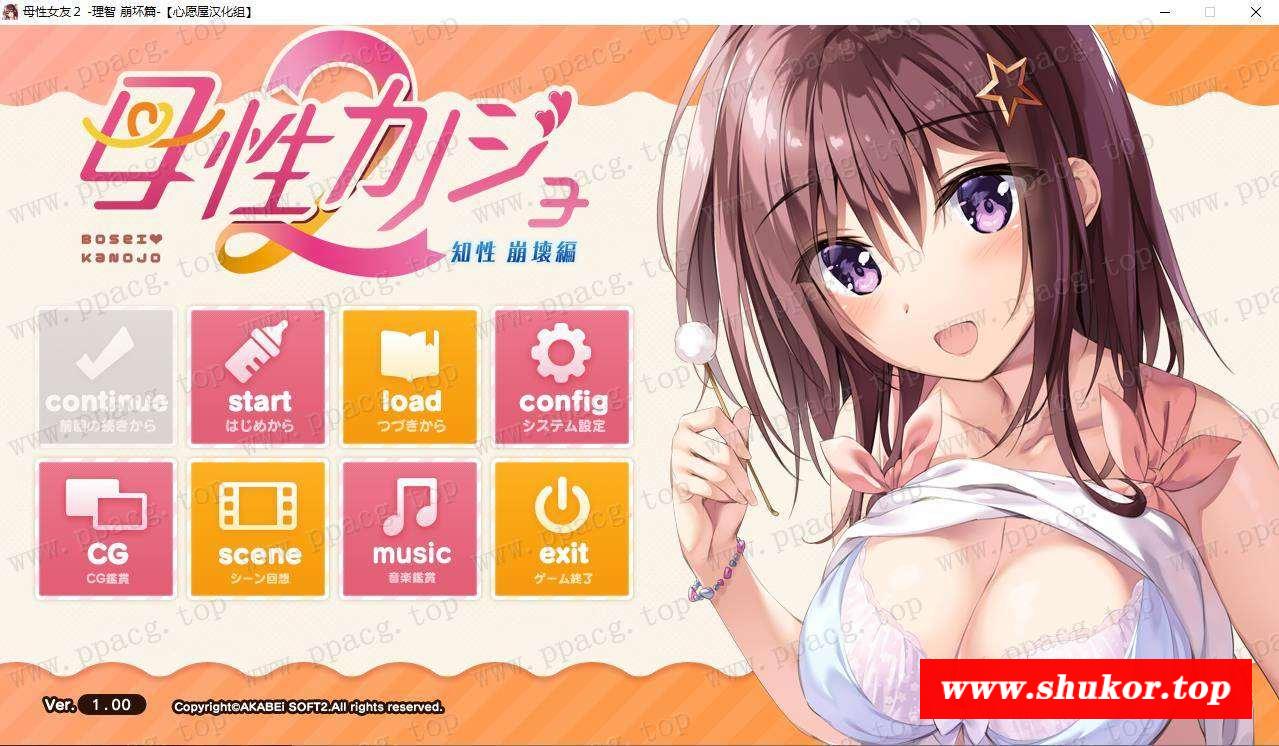 母性女友２ -理智 崩坏篇-【心愿屋汉化组】
母性カノジョ2
BOSEI♥
KANOJO
知性 崩壊編
continue
前回の続きから
start
はじめから
load
つづきから
config
システム設定
CG
CG鑑賞
scene
シーン回想
music
音楽鑑賞
exit
ゲーム終了
Ver. 1.00
Copyright©AKABEi SOFT2.All rights reserved.
www.shukor.top
www.ppacg.top